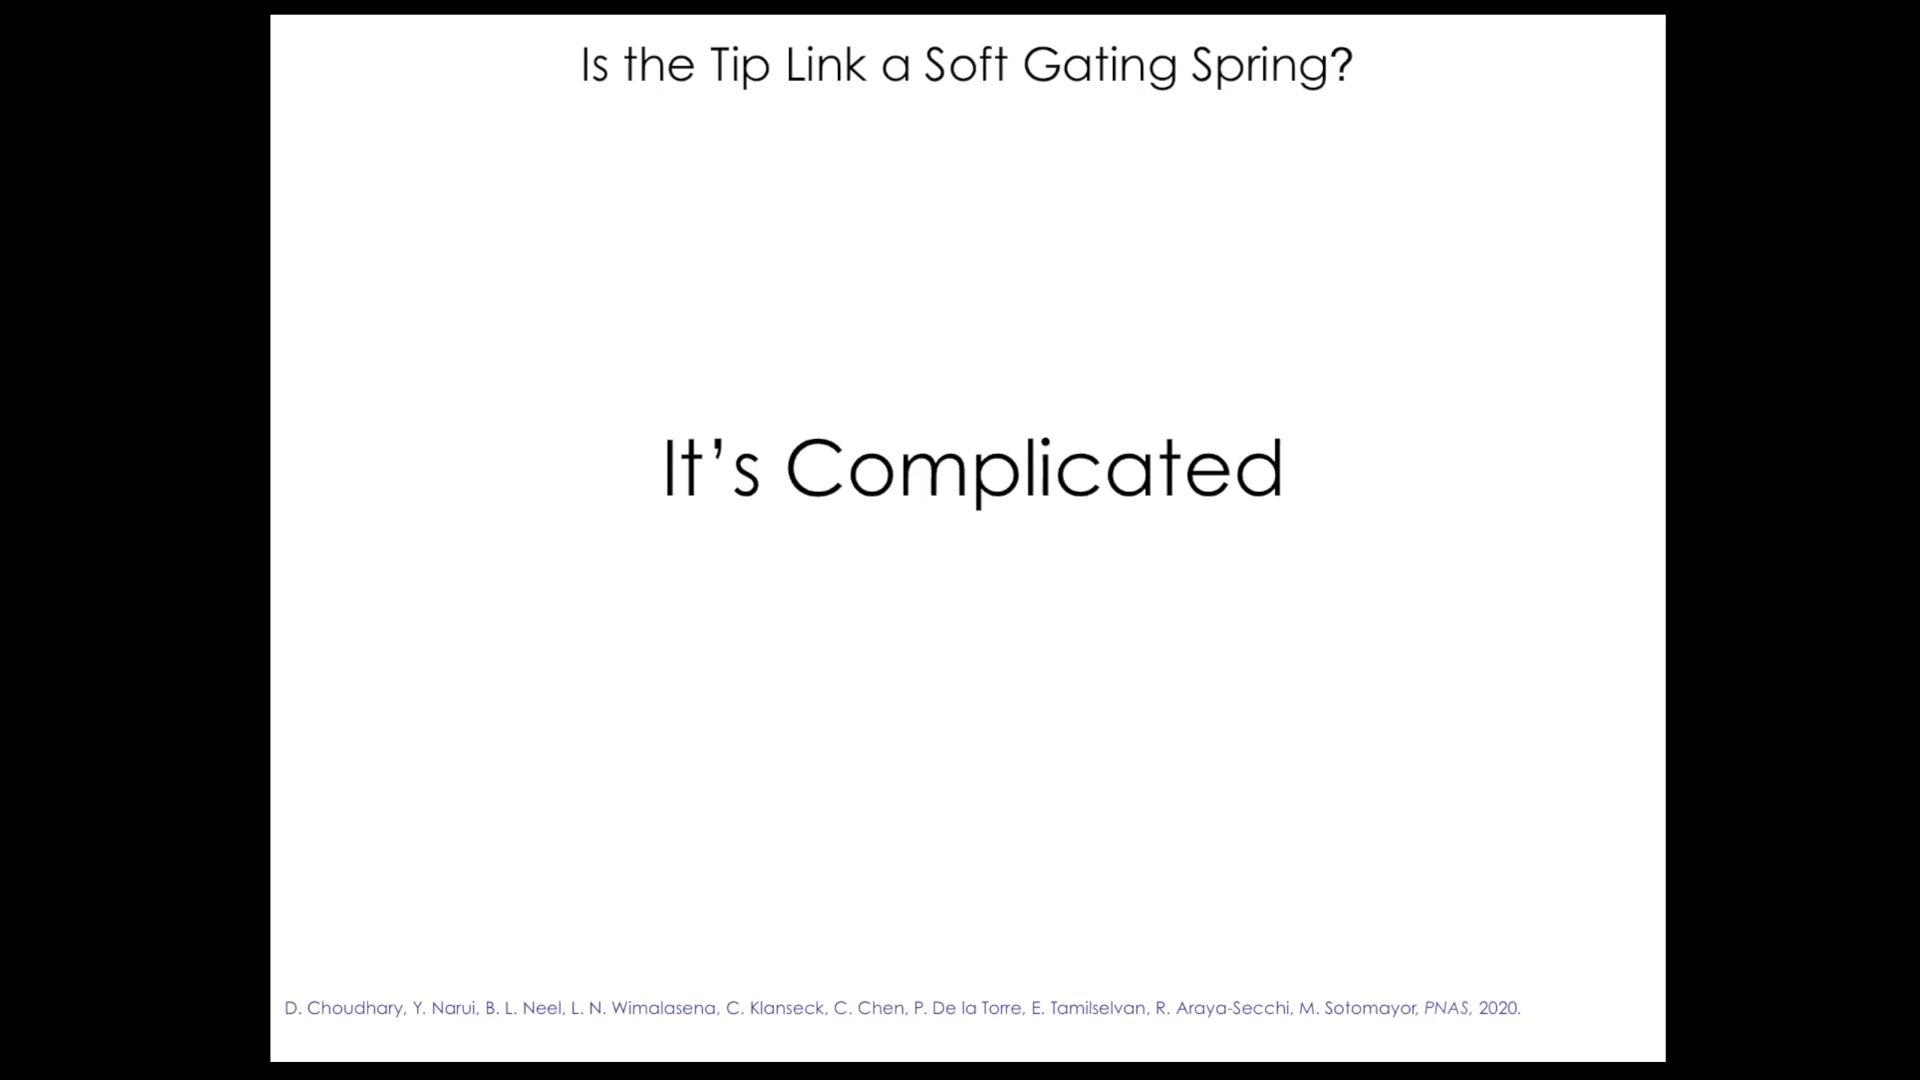 Is the Tip Link a Soft Gating Spring?
It’s Complicated
D. Choudhary, Y. Narui, B. L. Neel, L. N. Wimalasena, C. Klanseck, C. Chen, P. De la Torre, E. Tamilselvan, R. Araya-Secchi, M. Sotomayor, PNAS, 2020.